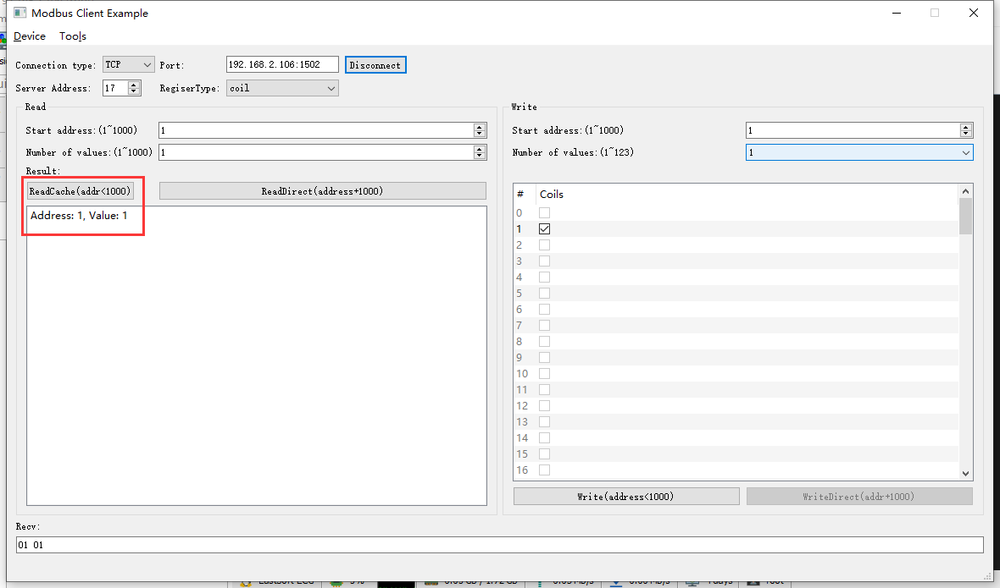 Modbus Client Example
Device Tools
Connection type: TCP Port: 192.168.2.106:1502 Disconnect
Server Address: 17 RegiserType: coil
Read
Start address:(1~1000) 1
Number of values:(1~1000) 1
Result:
ReadCache(addr<1000) ReadDirect(address+1000)
Address: 1, Value: 1
Write
Start address:(1~1000) 1
Number of values:(1~123) 1
# Coils
0
1
2
3
4
5
6
7
8
9
10
11
12
13
14
15
16
Write(address<1000) WriteDirect(addr+1000)
Recv:
01 01